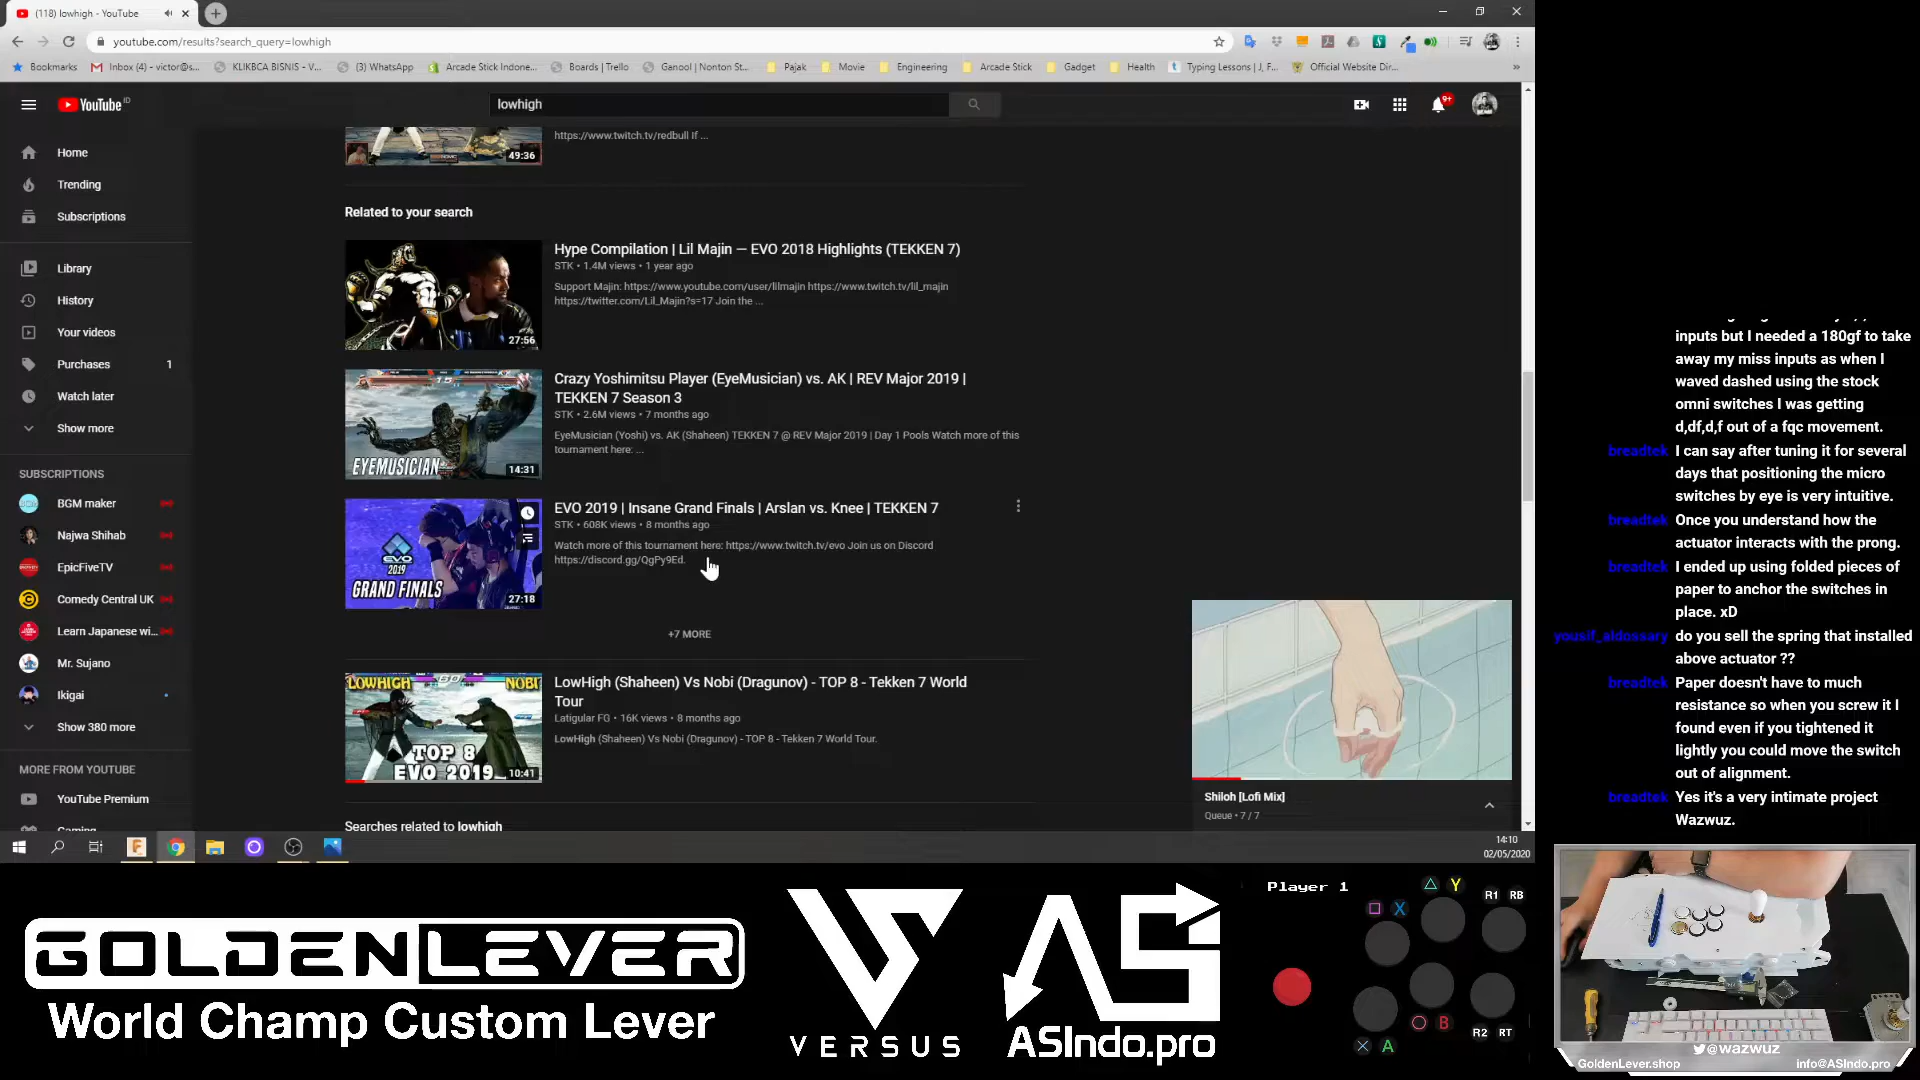 (118) lowhigh - YouTube
youtube.com/results?search_query=lowhigh
Bookmarks
Inbox (4) - victor@s...
KLIKBCA BISNIS - V...
(3) WhatsApp
Arcade Stick Indone...
Boards | Trello
Ganool | Nonton St...
Pajak
Movie
Engineering
Arcade Stick
Gadget
Health
Typing Lessons | J, F...
Official Website Dir...
YouTube ID
lowhigh
9+
Home
Trending
Subscriptions
Library
History
Your videos
Purchases 1
Watch later
Show more
SUBSCRIPTIONS
BGM maker
Najwa Shihab
EpicFiveTV
Comedy Central UK
Learn Japanese wi...
Mr. Sujano
Ikigai
Show 380 more
MORE FROM YOUTUBE
YouTube Premium
Gaming
49:36
https://www.twitch.tv/redbull If ...
Related to your search
27:56
Hype Compilation | Lil Majin — EVO 2018 Highlights (TEKKEN 7)
STK • 1.4M views • 1 year ago
Support Majin: https://www.youtube.com/user/lilmajin https://www.twitch.tv/lil_majin
https://twitter.com/Lil_Majin?s=17 Join the ...
EYEMUSICIAN
14:31
Crazy Yoshimitsu Player (EyeMusician) vs. AK | REV Major 2019 |
TEKKEN 7 Season 3
STK • 2.6M views • 7 months ago
EyeMusician (Yoshi) vs. AK (Shaheen) TEKKEN 7 @ REV Major 2019 | Day 1 Pools Watch more of this
tournament here: ...
EVO
2019
GRAND FINALS
27:18
EVO 2019 | Insane Grand Finals | Arslan vs. Knee | TEKKEN 7
STK • 608K views • 8 months ago
Watch more of this tournament here: https://www.twitch.tv/evo Join us on Discord
https://discord.gg/QgPy9Ed.
+7 MORE
LOWHIGH
60
NOBI
TOP 8
EVO 2019
10:41
LowHigh (Shaheen) Vs Nobi (Dragunov) - TOP 8 - Tekken 7 World
Tour
Latigular FG • 16K views • 8 months ago
LowHigh (Shaheen) Vs Nobi (Dragunov) - TOP 8 - Tekken 7 World Tour.
Searches related to lowhigh
Shiloh [Lofi Mix]
Queue • 7 / 7
14:10
02/05/2020
inputs but I needed a 180gf to take
away my miss inputs as when I
waved dashed using the stock
omni switches I was getting
d,df,d,f out of a fqc movement.
breadtek I can say after tuning it for several
days that positioning the micro
switches by eye is very intuitive.
breadtek Once you understand how the
actuator interacts with the prong.
breadtek I ended up using folded pieces of
paper to anchor the switches in
place. xD
yousif_aldossary do you sell the spring that installed
above actuator ??
breadtek Paper doesn't have to much
resistance so when you screw it I
found even if you tightened it
lightly you could move the switch
out of alignment.
breadtek Yes it's a very intimate project
Wazwuz.
GOLDENLEVER
World Champ Custom Lever
VERSUS
AS
ASIndo.pro
Player 1
Y
R1 RB
X
B
R2 RT
A
@wazwuz
GoldenLever.shop
info@ASIndo.pro